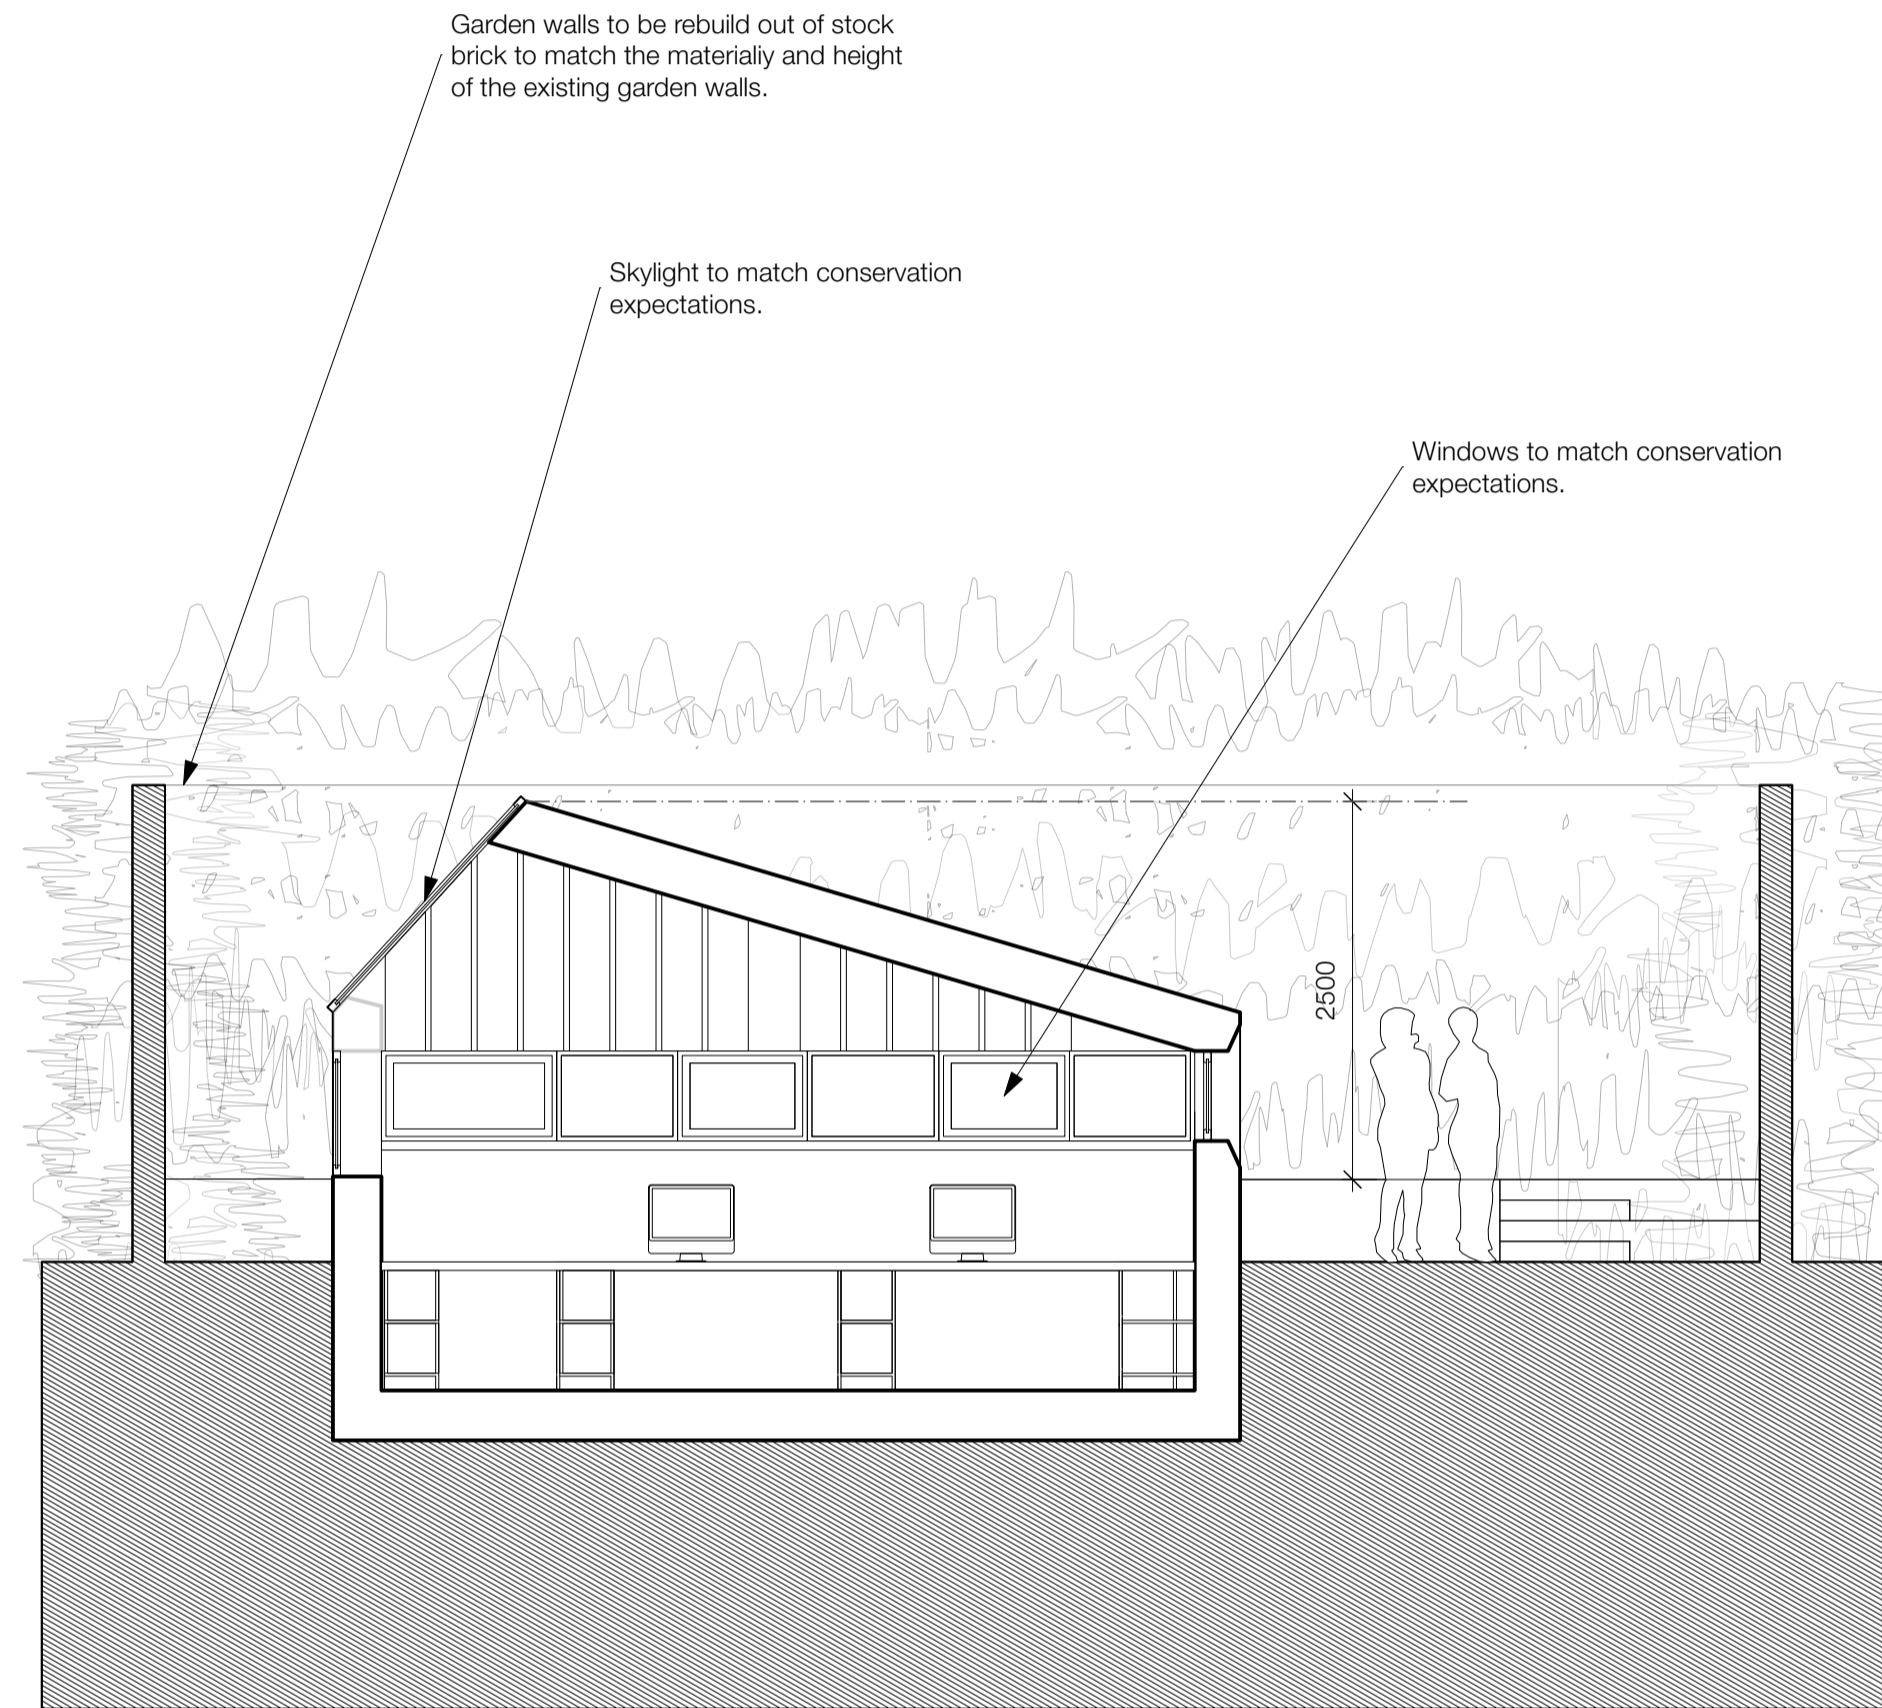 Garden walls to be rebuild out of stock
brick to match the materialiy and height
of the existing garden walls.
Skylight to match conservation
expectations.
Windows to match conservation
expectations.
2500